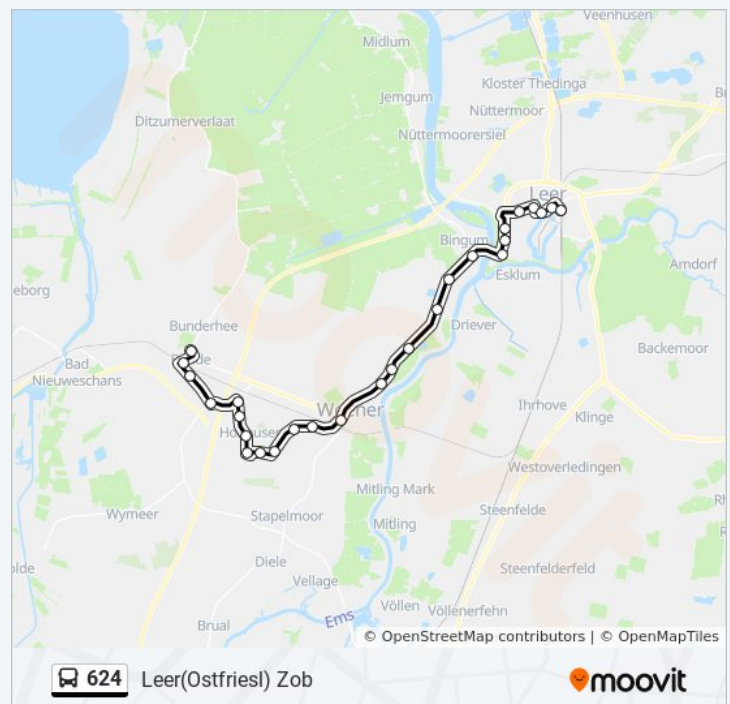 Veenhusen
Midlum
Kloster Thedinga
Jemgum
Nüttermoor
Ditzumerverlaat
Nüttermoorersiel
Leer
Bingum
Arndorf
Esklum
eborg
Driever
Bunderhee
Backemoor
Bad
Nieuweschans
Ihrhove
Klinge
Westoverledingen
Mitling Mark
Steenfelde
Wymeer
Stapelmoor
Mitling
Diele
Steenfelderfeld
Vellage
Völlen
Völlenerfehn
Brual
Ems
© OpenStreetMap contributors | © OpenMapTiles
624 Leer(Ostfriesl) Zob
moovit